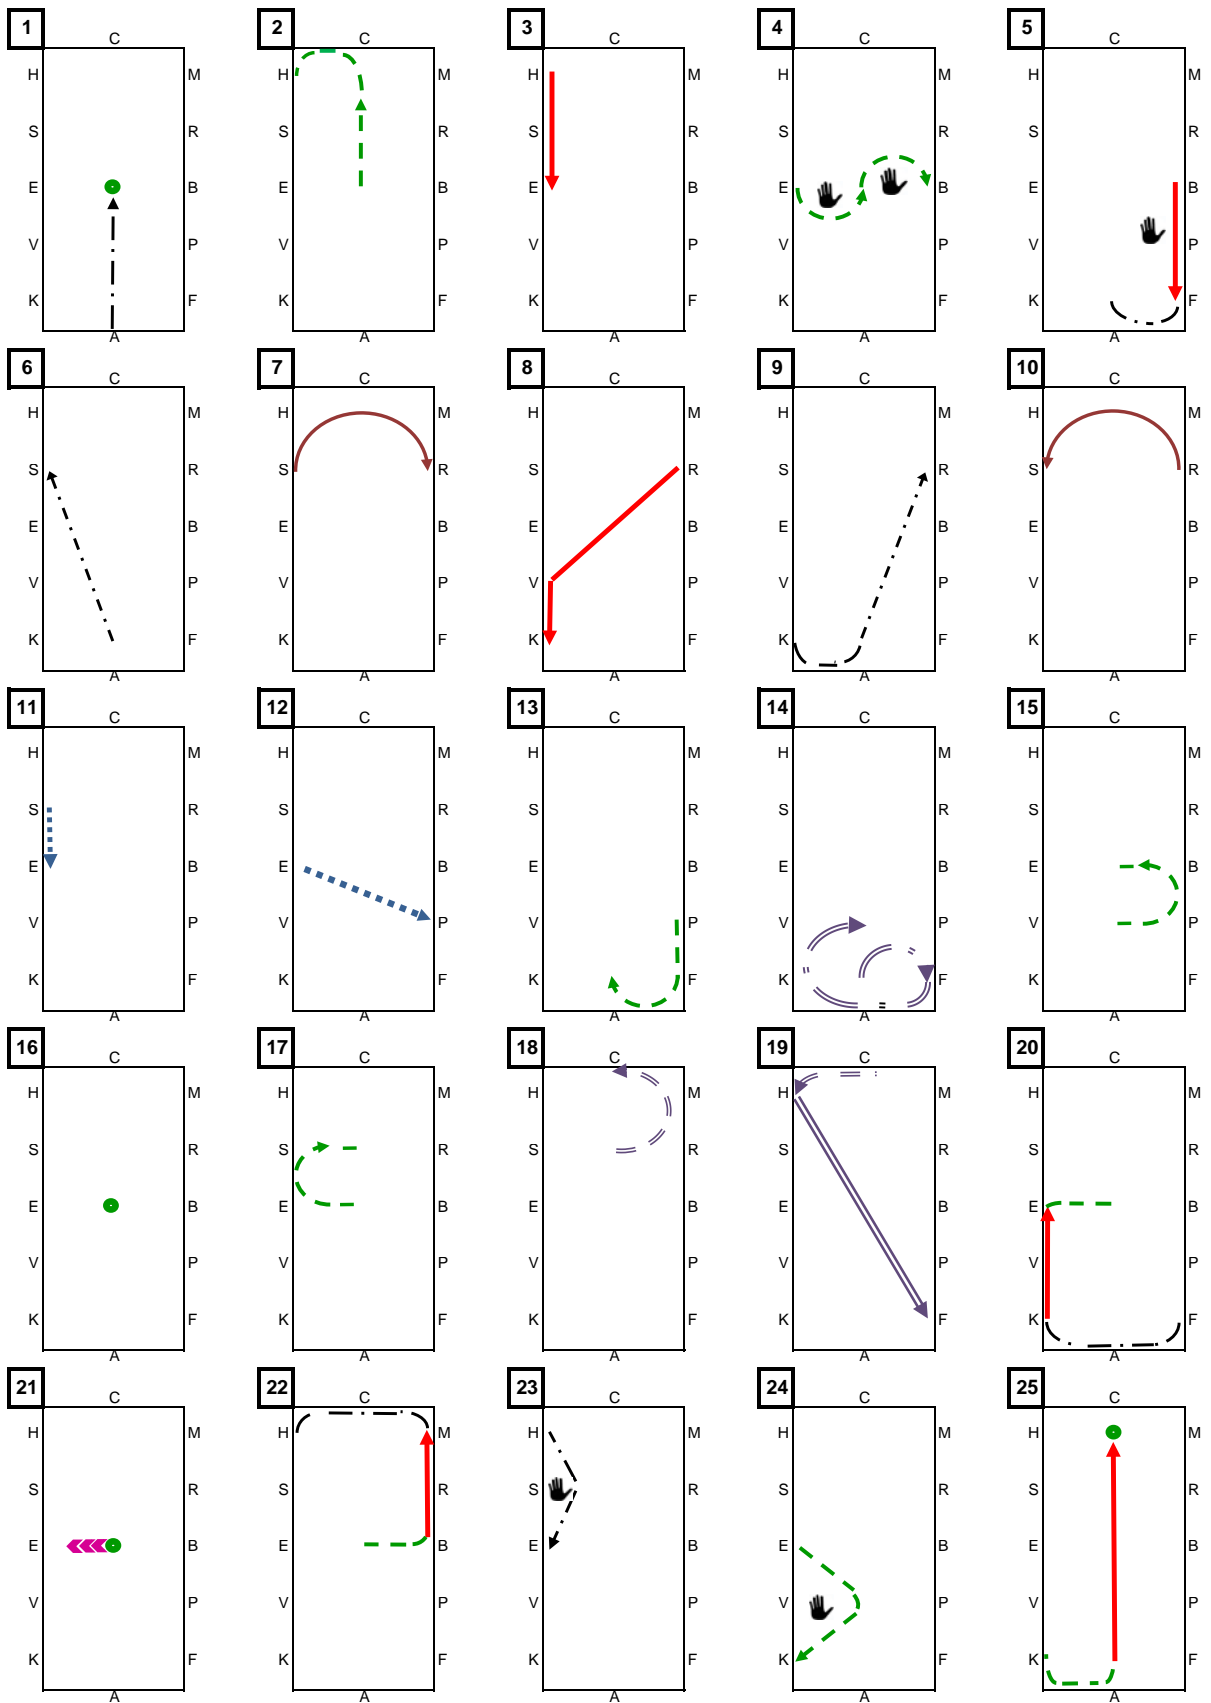 1 C 2 C 3 C 4 C 5 C
H M H M H M H M H M
S R S R S R S R S R
E B E B E B E B E B
V P V P V P V P V P
K F K F K F K F K F
A A A A A
6 C 7 C 8 C 9 C 10 C
H M H M H M H M H M
S R S R S R S R S R
E B E B E B E B E B
V P V P V P V P V P
K F K F K F K F K F
A A A A A
11 C 12 C 13 C 14 C 15 C
H M H M H M H M H M
S R S R S R S R S R
E B E B E B E B E B
V P V P V P V P V P
K F K F K F K F K F
A A A A A
16 C 17 C 18 C 19 C 20 C
H M H M H M H M H M
S R S R S R S R S R
E B E B E B E B E B
V P V P V P V P V P
K F K F K F K F K F
A A A A A
21 C 22 C 23 C 24 C 25 C
H M H M H M H M H M
S R S R S R S R S R
E B E B E B E B E B
V P V P V P V P V P
K F K F K F K F K F
A A A A A